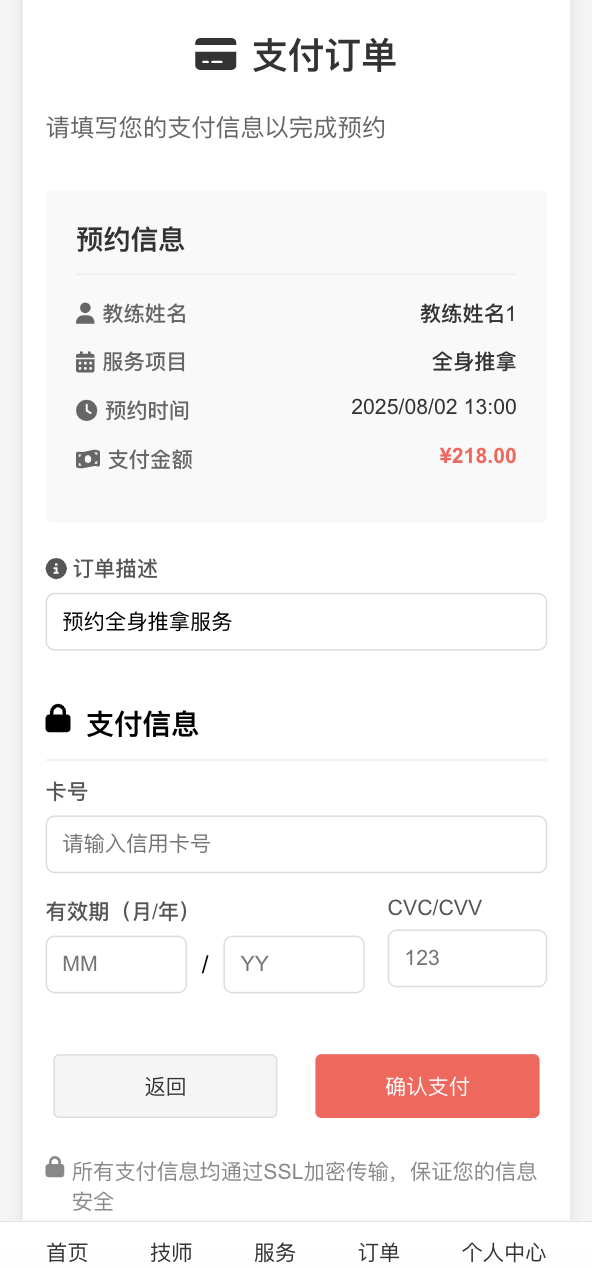 支付订单
请填写您的支付信息以完成预约
预约信息
教练姓名 教练姓名1
服务项目 全身推拿
预约时间 2025/08/02 13:00
支付金额 ¥218.00
订单描述
预约全身推拿服务
支付信息
卡号
请输入信用卡号
有效期（月/年） CVC/CVV
MM / YY 123
返回 确认支付
所有支付信息均通过SSL加密传输，保证您的信息
安全
首页 技师 服务 订单 个人中心